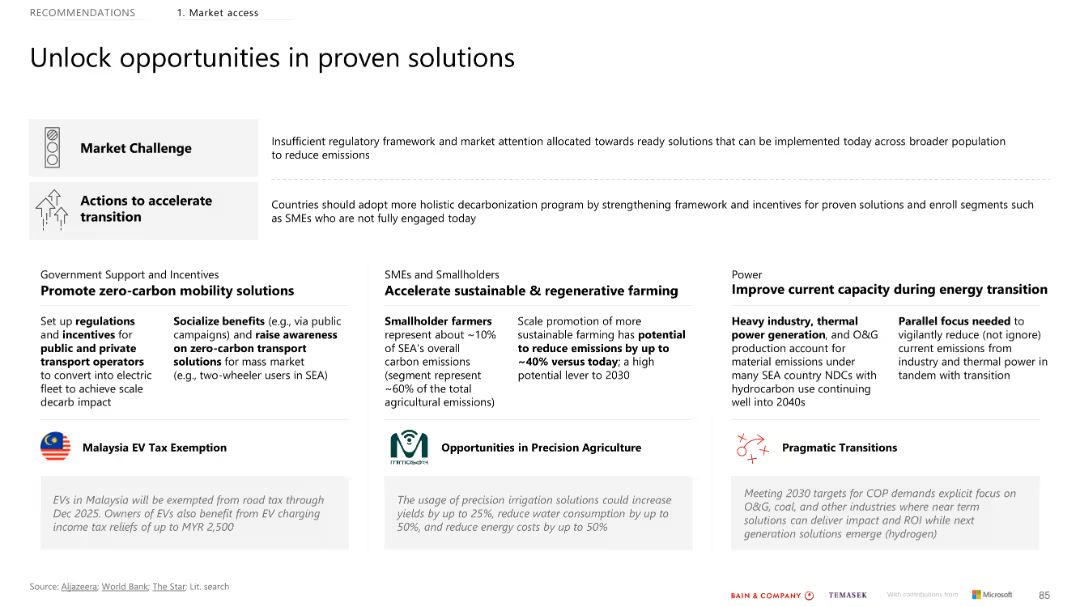 RECOMMENDATIONS 1. Market access
Unlock opportunities in proven solutions
Market Challenge
Insufficient regulatory framework and market attention allocated towards ready solutions that can be implemented today across broader population
to reduce emissions
Actions to accelerate
transition
Countries should adopt more holistic decarbonization program by strengthening framework and incentives for proven solutions and enroll segments such
as SMEs who are not fully engaged today
Government Support and Incentives
Promote zero-carbon mobility solutions
Set up regulations
and incentives for
public and private
transport operators
to convert into electric
fleet to achieve scale
decarb impact
Socialize benefits (e.g., via public
campaigns) and raise awareness
on zero-carbon transport
solutions for mass market
(e.g., two-wheeler users in SEA)
Malaysia EV Tax Exemption
EVs in Malaysia will be exempted from road tax through
Dec 2025. Owners of EVs also benefit from EV charging
income tax reliefs of up to MYR 2,500
SMEs and Smallholders
Accelerate sustainable & regenerative farming
Smallholder farmers
represent about ~10%
of SEA's overall
carbon emissions
(segment represent
~60% of the total
agricultural emissions)
Scale promotion of more
sustainable farming has potential
to reduce emissions by up to
~40% versus today; a high
potential lever to 2030
mimosatek
Opportunities in Precision Agriculture
The usage of precision irrigation solutions could increase
yields by up to 25%, reduce water consumption by up to
50%, and reduce energy costs by up to 50%
Power
Improve current capacity during energy transition
Heavy industry, thermal
power generation, and O&G
production account for
material emissions under
many SEA country NDCs with
hydrocarbon use continuing
well into 2040s
Parallel focus needed to
vigilantly reduce (not ignore)
current emissions from
industry and thermal power in
tandem with transition
Pragmatic Transitions
Meeting 2030 targets for COP demands explicit focus on
O&G, coal, and other industries where near term
solutions can deliver impact and ROI while next
generation solutions emerge (hydrogen)
Source: Aljazeera; World Bank; The Star; Lit. search
BAIN & COMPANY TEMASEK With contributions from Microsoft 85